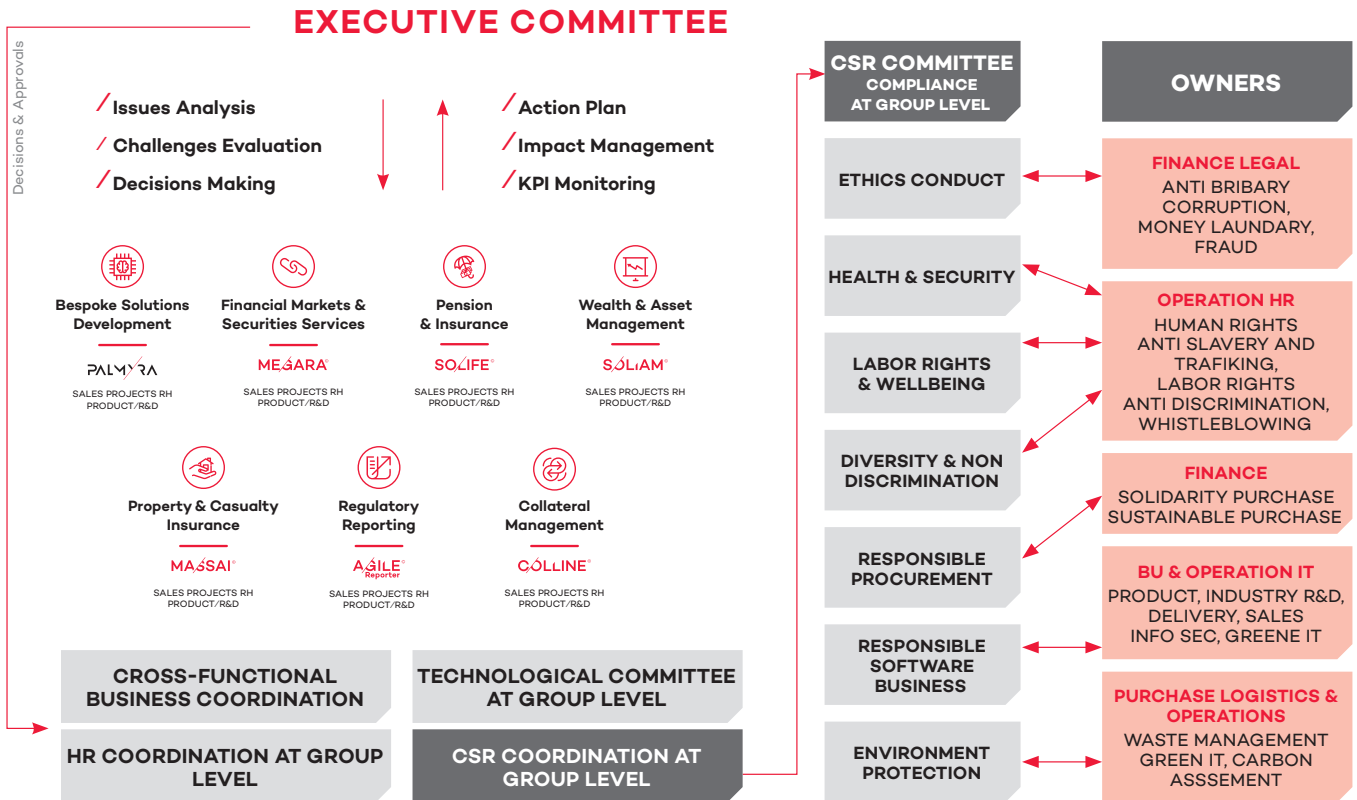 EXECUTIVE COMMITTEE
Decisions & Approvals
Issues Analysis
Challenges Evaluation
Decisions Making
Action Plan
Impact Management
KPI Monitoring
Bespoke Solutions
Development
PALMYRA
SALES PROJECTS RH
PRODUCT/R&D
Financial Markets &
Securities Services
MEGARA®
SALES PROJECTS RH
PRODUCT/R&D
Pension
& Insurance
SOLIFE®
SALES PROJECTS RH
PRODUCT/R&D
Wealth & Asset
Management
SOLIAM®
SALES PROJECTS RH
PRODUCT/R&D
Property & Casualty
Insurance
MASSAI®
SALES PROJECTS RH
PRODUCT/R&D
Regulatory
Reporting
AGILE®
Reporter
SALES PROJECTS RH
PRODUCT/R&D
Collateral
Management
COLLINE®
SALES PROJECTS RH
PRODUCT/R&D
CROSS-FUNCTIONAL
BUSINESS COORDINATION
TECHNOLOGICAL COMMITTEE
AT GROUP LEVEL
HR COORDINATION AT GROUP
LEVEL
CSR COORDINATION AT
GROUP LEVEL
CSR COMMITTEE
COMPLIANCE
AT GROUP LEVEL
ETHICS CONDUCT
HEALTH & SECURITY
LABOR RIGHTS
& WELLBEING
DIVERSITY & NON
DISCRIMINATION
RESPONSIBLE
PROCUREMENT
RESPONSIBLE
SOFTWARE
BUSINESS
ENVIRONMENT
PROTECTION
OWNERS
FINANCE LEGAL
ANTI BRIBARY
CORRUPTION,
MONEY LAUNDARY,
FRAUD
OPERATION HR
HUMAN RIGHTS
ANTI SLAVERY AND
TRAFIKING,
LABOR RIGHTS
ANTI DISCRIMINATION,
WHISTLEBLOWING
FINANCE
SOLIDARITY PURCHASE
SUSTAINABLE PURCHASE
BU & OPERATION IT
PRODUCT, INDUSTRY R&D,
DELIVERY, SALES
INFO SEC, GREENE IT
PURCHASE LOGISTICS &
OPERATIONS
WASTE MANAGEMENT
GREEN IT, CARBON
ASSSEMENT